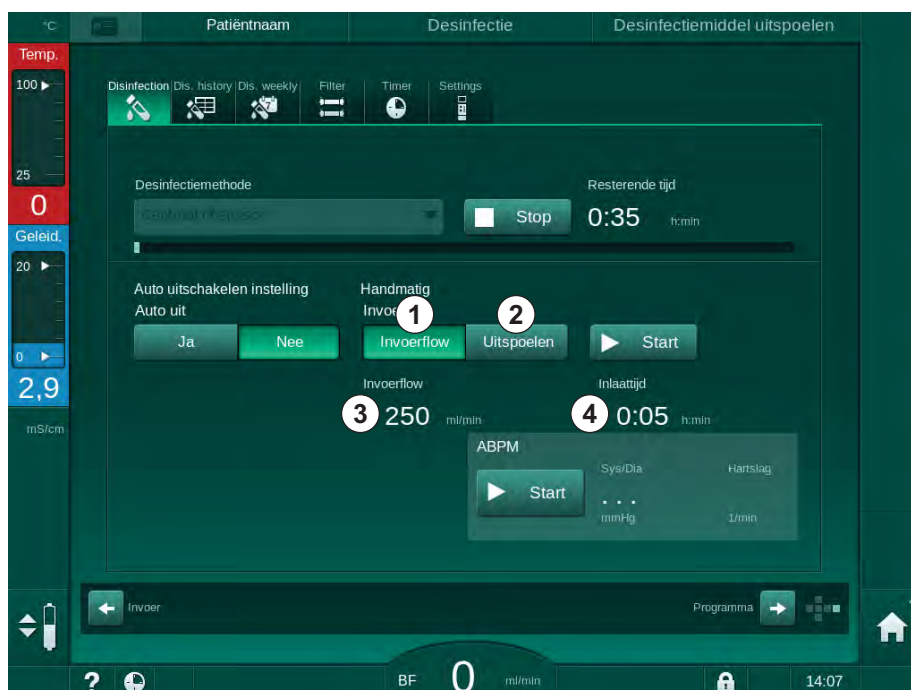 °C Patiëntnaam Desinfectie Desinfectiemiddel uitspoelen
Temp.
100
25
0
Geleid.
20
0
2,9
mS/cm
Disinfection Dis. history Dis. weekly Filter Timer Settings
7
Desinfectiemethode
Resterende tijd
Stop 0:35 h:min
Auto uitschakelen instelling Handmatig
Auto uit
1 2
Ja Nee Invoerflow Uitspoelen Start
Invoerflow Inlaattijd
3 250 ml/min 4 0:05 h:min
ABPM
Sys/Dia Hartslag
Start . . .
mmHg 1/min
Invoer Programma
? BF 0 ml/min 14:07